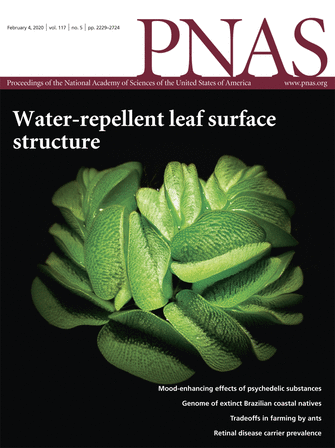 February 4, 2020 | vol. 117 | no. 5 | pp. 2229–2724
PNAS
Proceedings of the National Academy of Sciences of the United States of America www.pnas.org
Water-repellent leaf surface
structure
Mood-enhancing effects of psychedelic substances
Genome of extinct Brazilian coastal natives
Tradeoffs in farming by ants
Retinal disease carrier prevalence